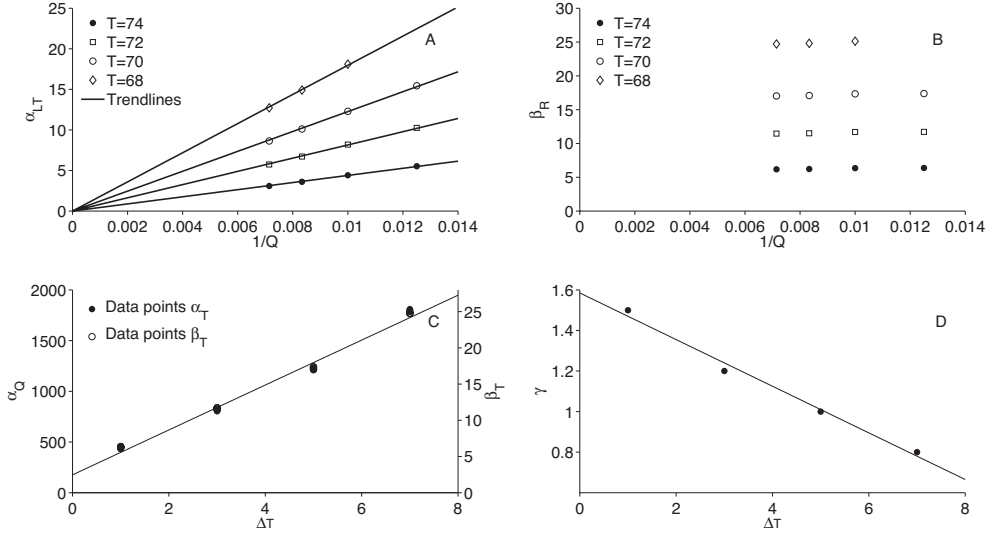 A
T=74
T=72
T=70
T=68
Trendlines
α_LT
25
20
15
10
5
0
0 0.002 0.004 0.006 0.008 0.01 0.012 0.014
1/Q
B
T=74
T=72
T=70
T=68
β_R
30
25
20
15
10
5
0
0 0.002 0.004 0.006 0.008 0.01 0.012 0.014
1/Q
C
Data points α_T
Data points β_T
α_Q
2000
1500
1000
500
0
β_T
25
20
15
10
5
0
0 2 4 6 8
ΔT
D
γ
1.6
1.4
1.2
1
0.8
0 2 4 6 8
ΔT